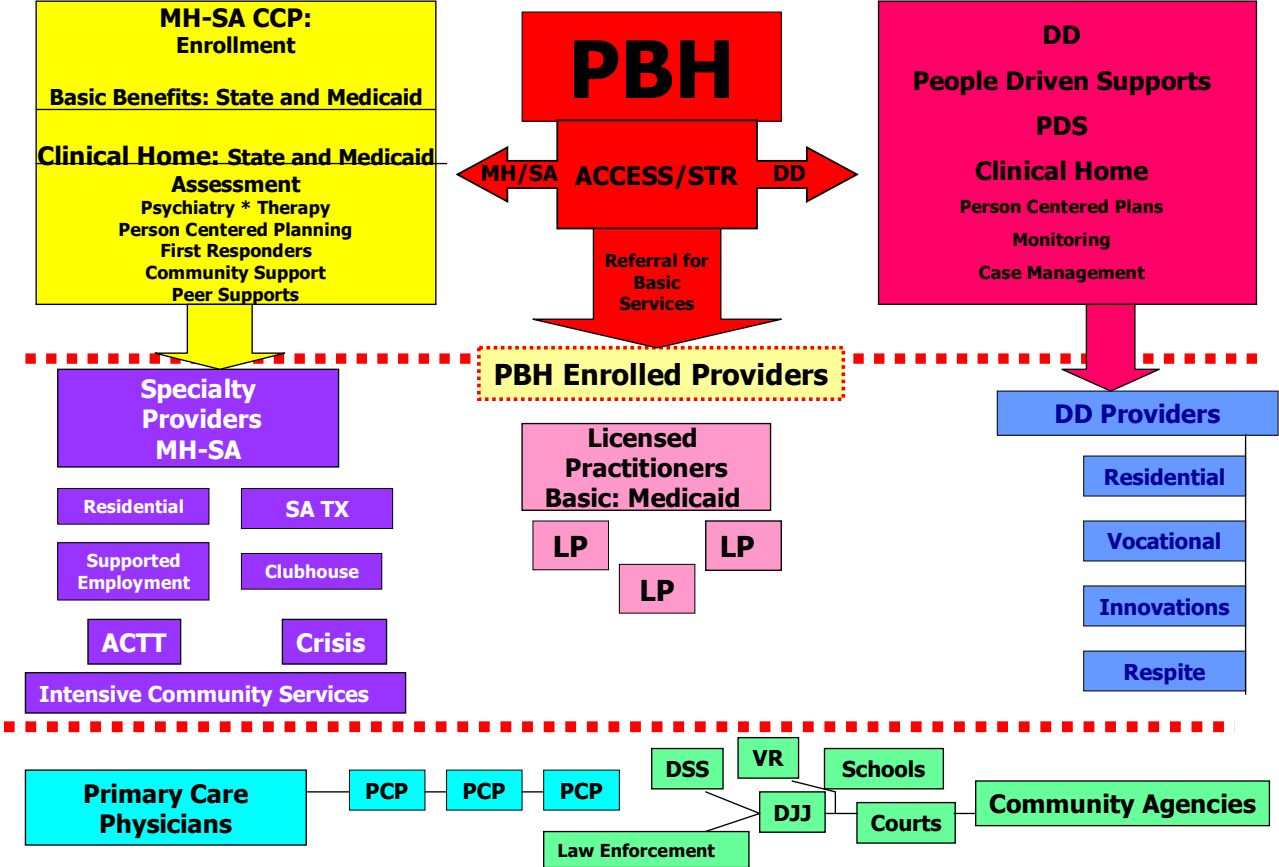 MH-SA CCP:
Enrollment
Basic Benefits: State and Medicaid
Clinical Home: State and Medicaid
Assessment
Psychiatry * Therapy
Person Centered Planning
First Responders
Community Support
Peer Supports
PBH
MH/SA
ACCESS/STR
DD
Referral for
Basic
Services
DD
People Driven Supports
PDS
Clinical Home
Person Centered Plans
Monitoring
Case Management
PBH Enrolled Providers
Specialty
Providers
MH-SA
Residential
SA TX
Supported
Employment
Clubhouse
ACTT
Crisis
Intensive Community Services
Licensed
Practitioners
Basic: Medicaid
LP
LP
LP
DD Providers
Residential
Vocational
Innovations
Respite
Primary Care
Physicians
PCP
PCP
PCP
DSS
VR
Schools
DJJ
Courts
Law Enforcement
Community Agencies